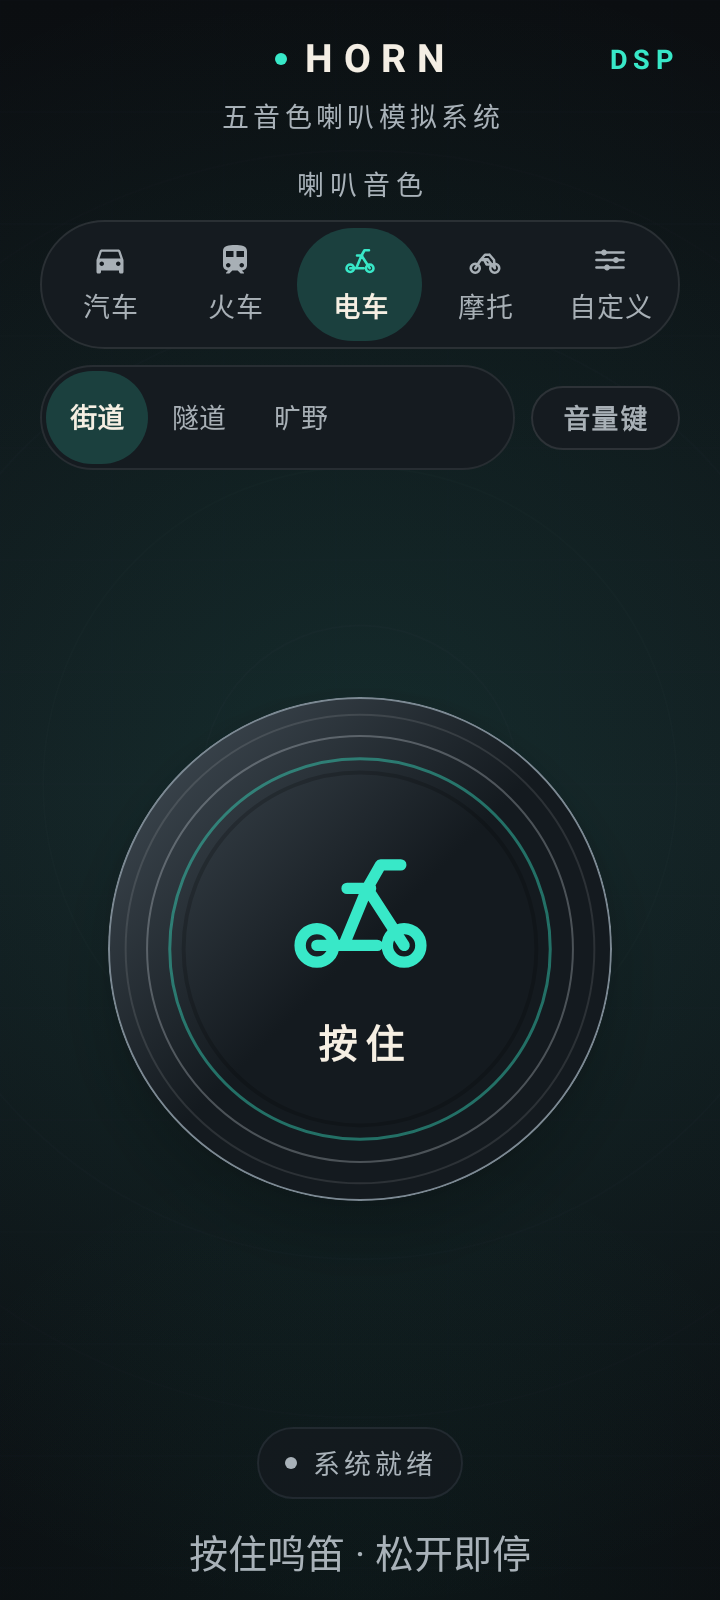 HORN
DSP
五音色喇叭模拟系统
喇叭音色
汽车 火车 电车 摩托 自定义
街道 隧道 旷野 音量键
按住
系统就绪
按住鸣笛 · 松开即停